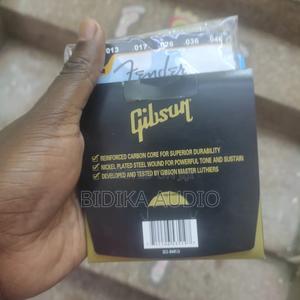 .013 .017 .026 .036 .046
Fender
Gibson
REINFORCED CARBON CORE FOR SUPERIOR DURABILITY
NICKEL PLATED STEEL WOUND FOR POWERFUL TONE AND SUSTAIN
DEVELOPED AND TESTED BY GIBSON MASTER LUTHIERS
BIDIKA AUDIO